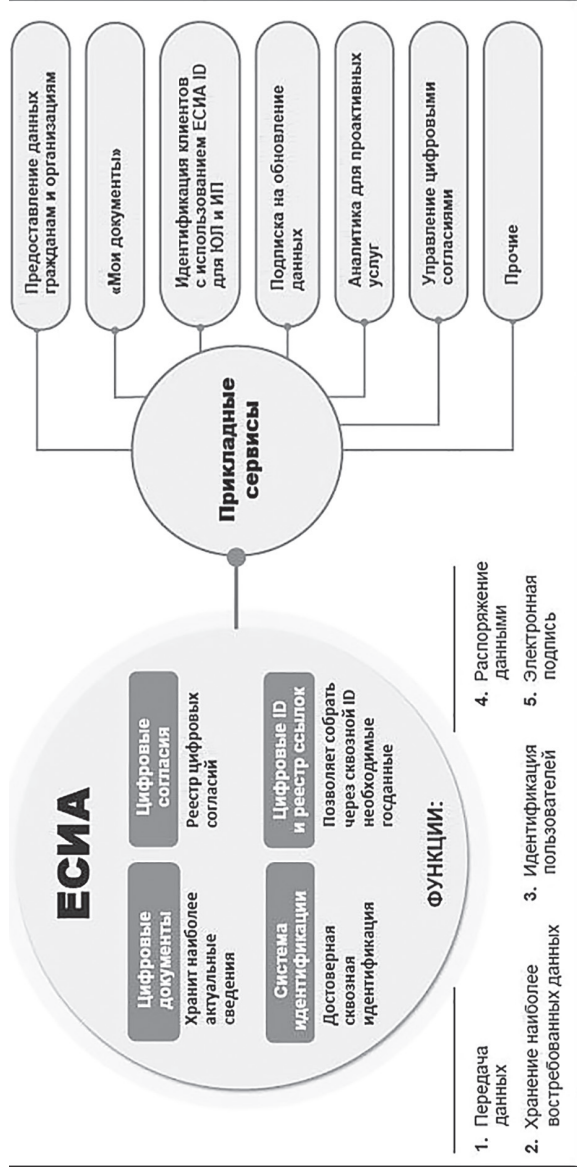 ЕСИА
Цифровые
документы
Хранит наиболее
актуальные
сведения
Цифровые
согласия
Реестр цифровых
согласий
Система
идентификации
Достоверная
сквозная
идентификация
Цифровые ID
и реестр ссылок
Позволяет собрать
через сквозной ID
необходимые
госданные
ФУНКЦИИ:
1. Передача
данных
2. Хранение наиболее
востребованных данных
3. Идентификация
пользователей
4. Распоряжение
данными
5. Электронная
подпись
Прикладные
сервисы
Предоставление данных
гражданам и организациям
«Мои документы»
Идентификация клиентов
с использованием ЕСИА ID
для ЮЛ и ИП
Подписка на обновление
данных
Аналитика для проактивных
услуг
Управление цифровыми
согласиями
Прочие